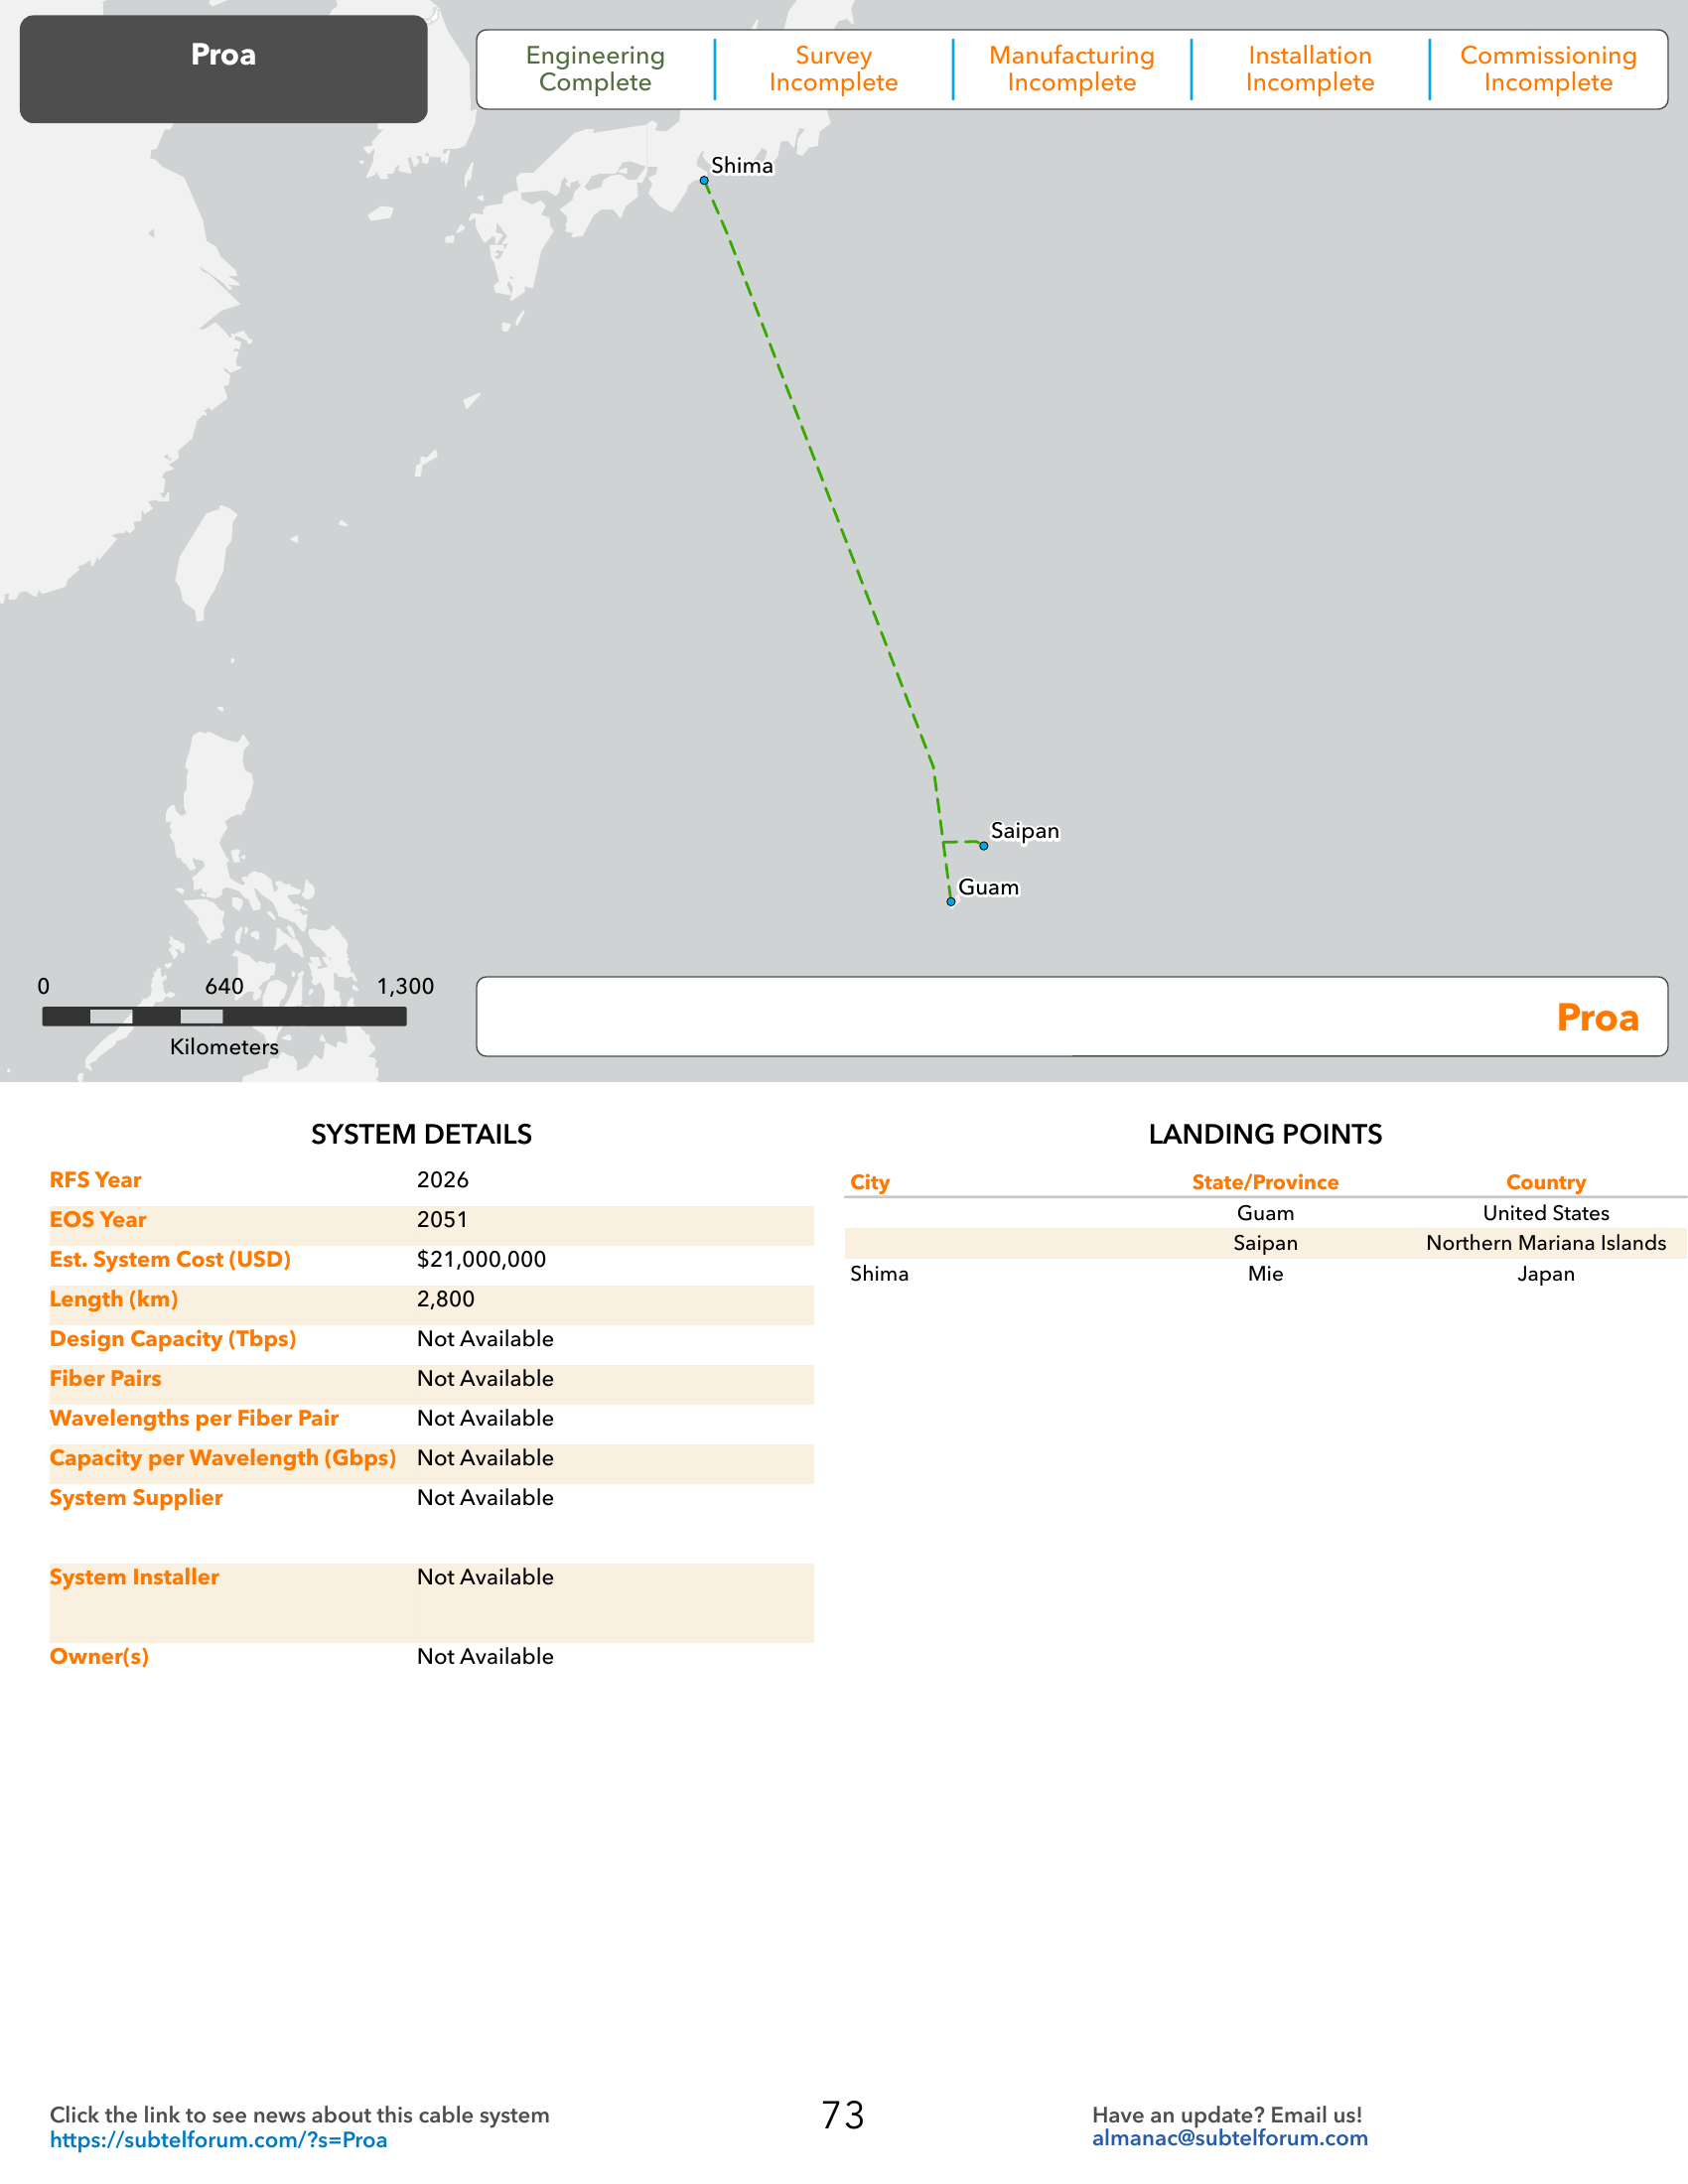 Proa
Engineering
Complete
Survey
Incomplete
Manufacturing
Incomplete
Installation
Incomplete
Commissioning
Incomplete
Shima
Saipan
Guam
0 640 1,300
Kilometers
Proa
SYSTEM DETAILS
RFS Year 2026
EOS Year 2051
Est. System Cost (USD) $21,000,000
Length (km) 2,800
Design Capacity (Tbps) Not Available
Fiber Pairs Not Available
Wavelengths per Fiber Pair Not Available
Capacity per Wavelength (Gbps) Not Available
System Supplier Not Available
System Installer Not Available
Owner(s) Not Available
LANDING POINTS
City State/Province Country
Guam United States
Saipan Northern Mariana Islands
Shima Mie Japan
Click the link to see news about this cable system
https://subtelforum.com/?s=Proa
73
Have an update? Email us!
almanac@subtelforum.com